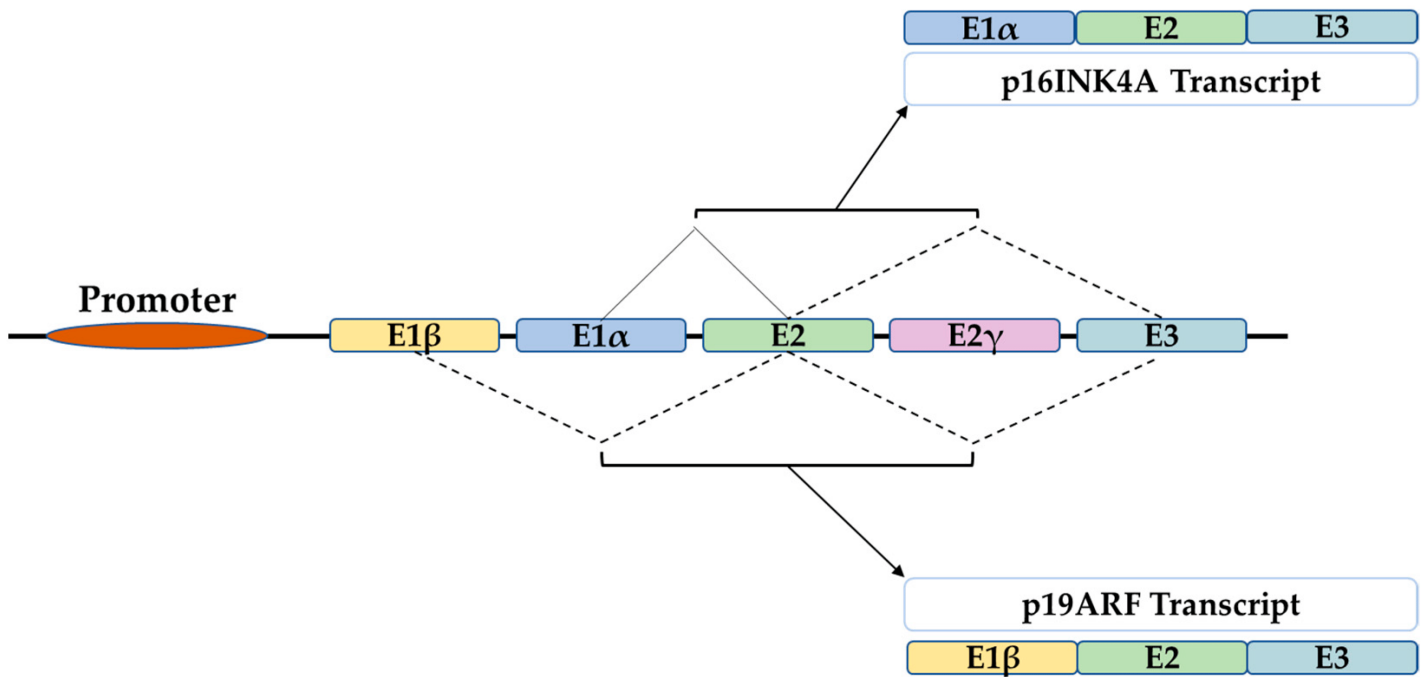 E1α E2 E3
p16INK4A Transcript
Promoter
E1β E1α E2 E2γ E3
p19ARF Transcript
E1β E2 E3